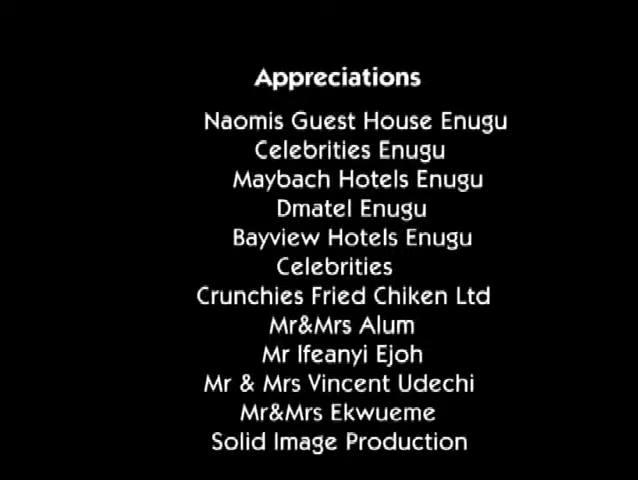 Appreciations
Naomis Guest House Enugu
Celebrities Enugu
Maybach Hotels Enugu
Dmatel Enugu
Bayview Hotels Enugu
Celebrities
Crunchies Fried Chiken Ltd
Mr&Mrs Alum
Mr Ifeanyi Ejoh
Mr & Mrs Vincent Udechi
Mr&Mrs Ekwueme
Solid Image Production